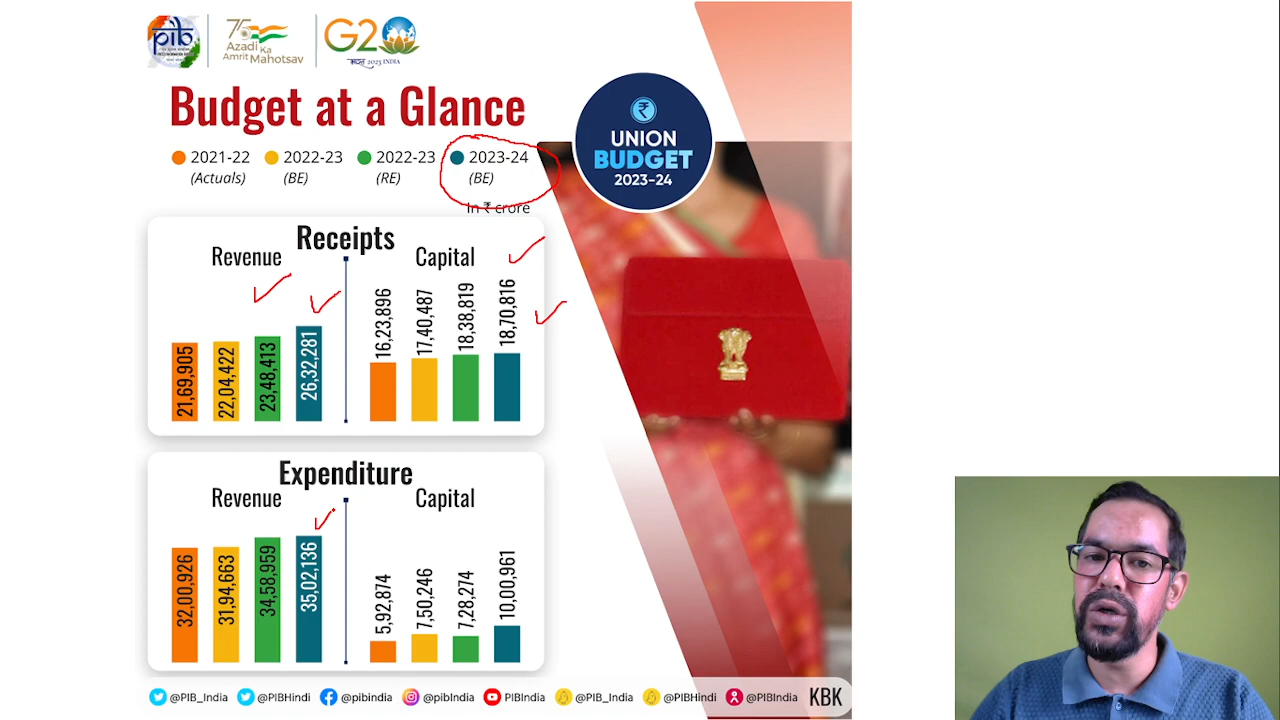 pib
75
Azadi Ka
Amrit Mahotsav
G20
2023 INDIA
Budget at a Glance
2021-22 (Actuals)
2022-23 (BE)
2022-23 (RE)
2023-24 (BE)
In ₹ crore
₹
UNION
BUDGET
2023-24
Receipts
Revenue
Capital
21,69,905
22,04,422
23,48,413
26,32,281
16,23,896
17,40,487
18,38,819
18,70,816
Expenditure
Revenue
Capital
32,00,926
31,94,663
34,58,959
35,02,136
5,92,874
7,50,246
7,28,274
10,00,961
@PIB_India @PIBHindi @pibindia @pibIndia PIBIndia @PIB_India @PIBHindi @PIBIndia KBK